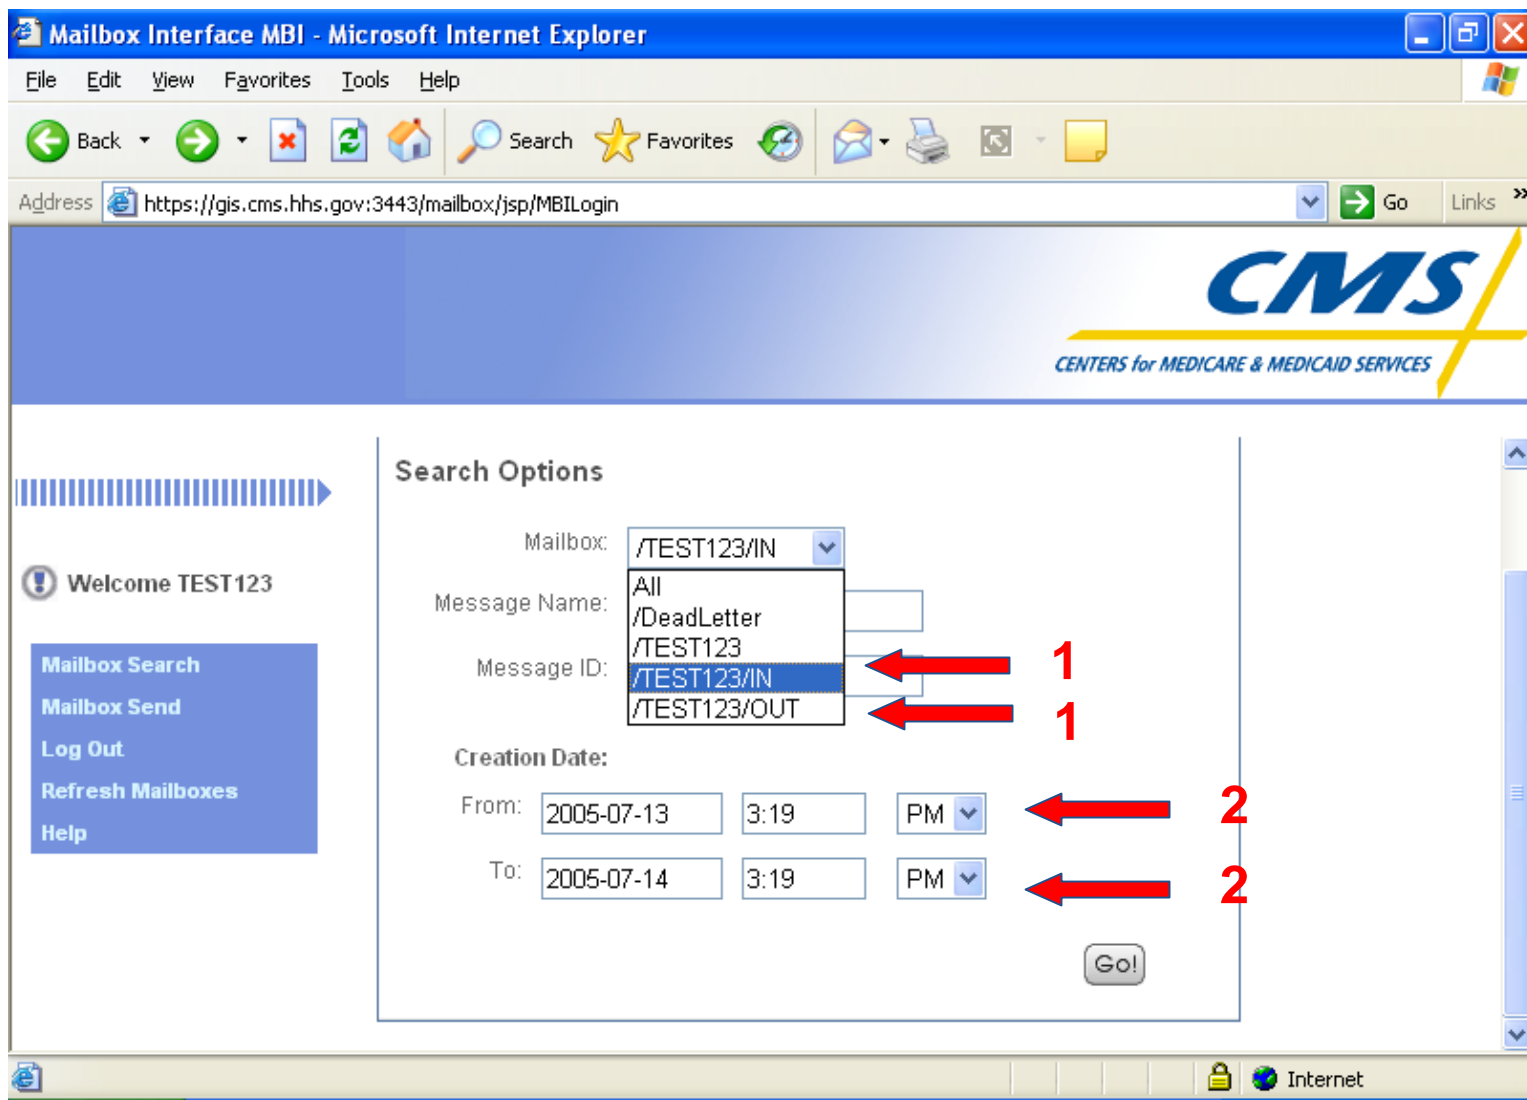 Mailbox Interface MBI - Microsoft Internet Explorer
File Edit View Favorites Tools Help
Back Search Favorites
Address https://gis.cms.hhs.gov:3443/mailbox/jsp/MBILogin Go Links »
CMS
CENTERS for MEDICARE & MEDICAID SERVICES
Welcome TEST123
Mailbox Search
Mailbox Send
Log Out
Refresh Mailboxes
Help
Search Options
Mailbox: /TEST123/IN
All
Message Name: /DeadLetter
/TEST123
Message ID: /TEST123/IN 1
/TEST123/OUT 1
Creation Date:
From: 2005-07-13 3:19 PM 2
To: 2005-07-14 3:19 PM 2
Go!
Internet